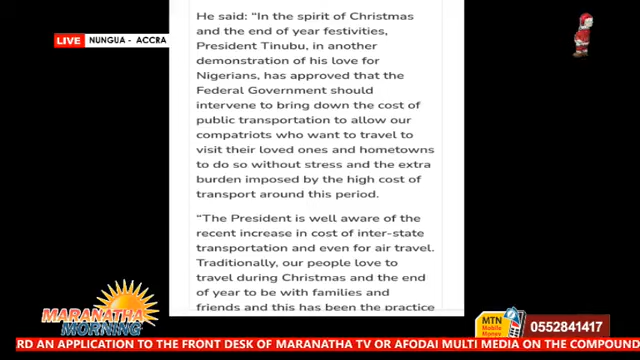 He said: “In the spirit of Christmas
and the end of year festivities,
President Tinubu, in another
demonstration of his love for
Nigerians, has approved that the
Federal Government should
intervene to bring down the cost of
public transportation to allow our
compatriots who want to travel to
visit their loved ones and hometowns
to do so without stress and the extra
burden imposed by the high cost of
transport around this period.
“The President is well aware of the
recent increase in cost of inter-state
transportation and even for air travel.
Traditionally, our people love to
travel during Christmas and the end
of year to be with families and
friends and this has been the practice
LIVE NUNGUA - ACCRA
MARANATHA
MORNING
MTN
Mobile
Money
0552841417
RD AN APPLICATION TO THE FRONT DESK OF MARANATHA TV OR AFODAI MULTI MEDIA ON THE COMPOUND